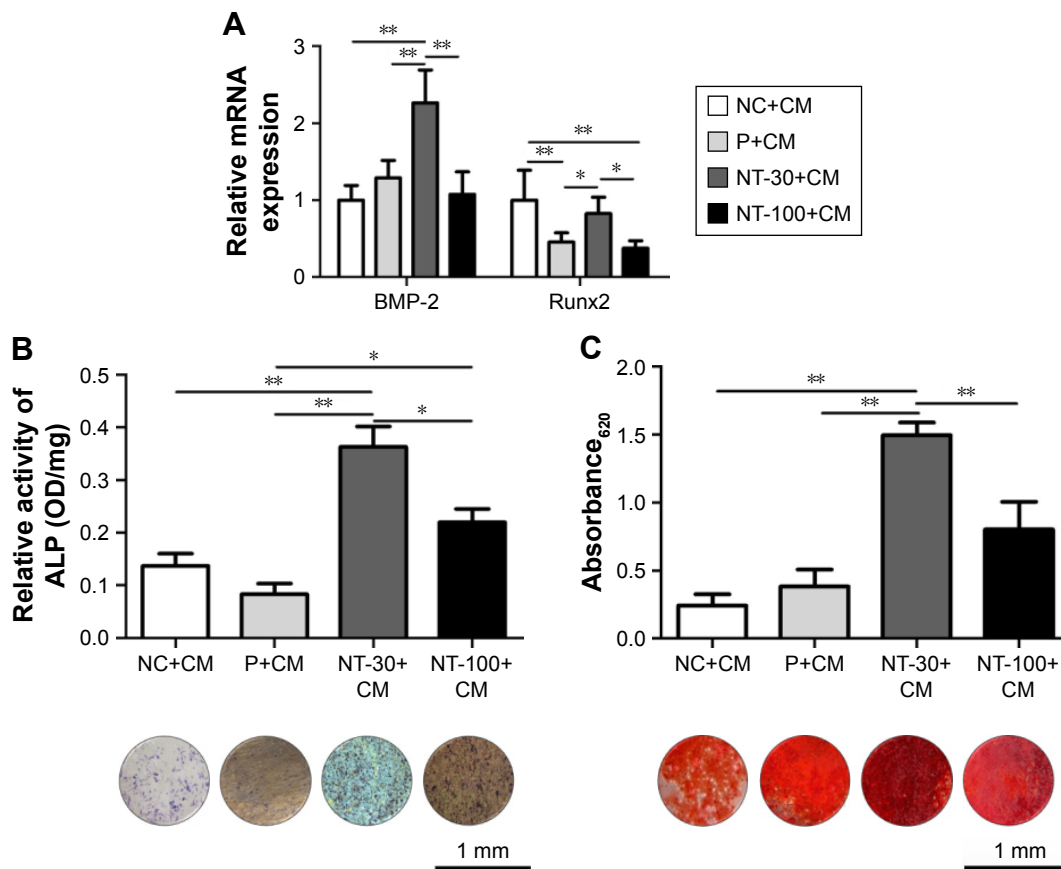 A
Relative mRNA
expression
3
2
1
0
** ** **
** ** * *
BMP-2 Runx2
NC+CM
P+CM
NT-30+CM
NT-100+CM
B
Relative activity of
ALP (OD/mg)
0.5
0.4
0.3
0.2
0.1
0.0
*
**
** *
NC+CM P+CM NT-30+ NT-100+
CM CM
1 mm
C
Absorbance620
2.0
1.5
1.0
0.5
0.0
**
** **
NC+CM P+CM NT-30+ NT-100+
CM CM
1 mm